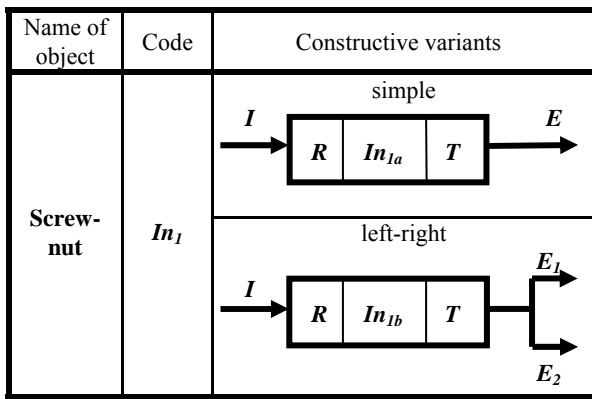 Name of
object
Code
Constructive variants
Screw-
nut
In1
simple
I
R
In1a
T
E
left-right
I
R
In1b
T
E1
E2